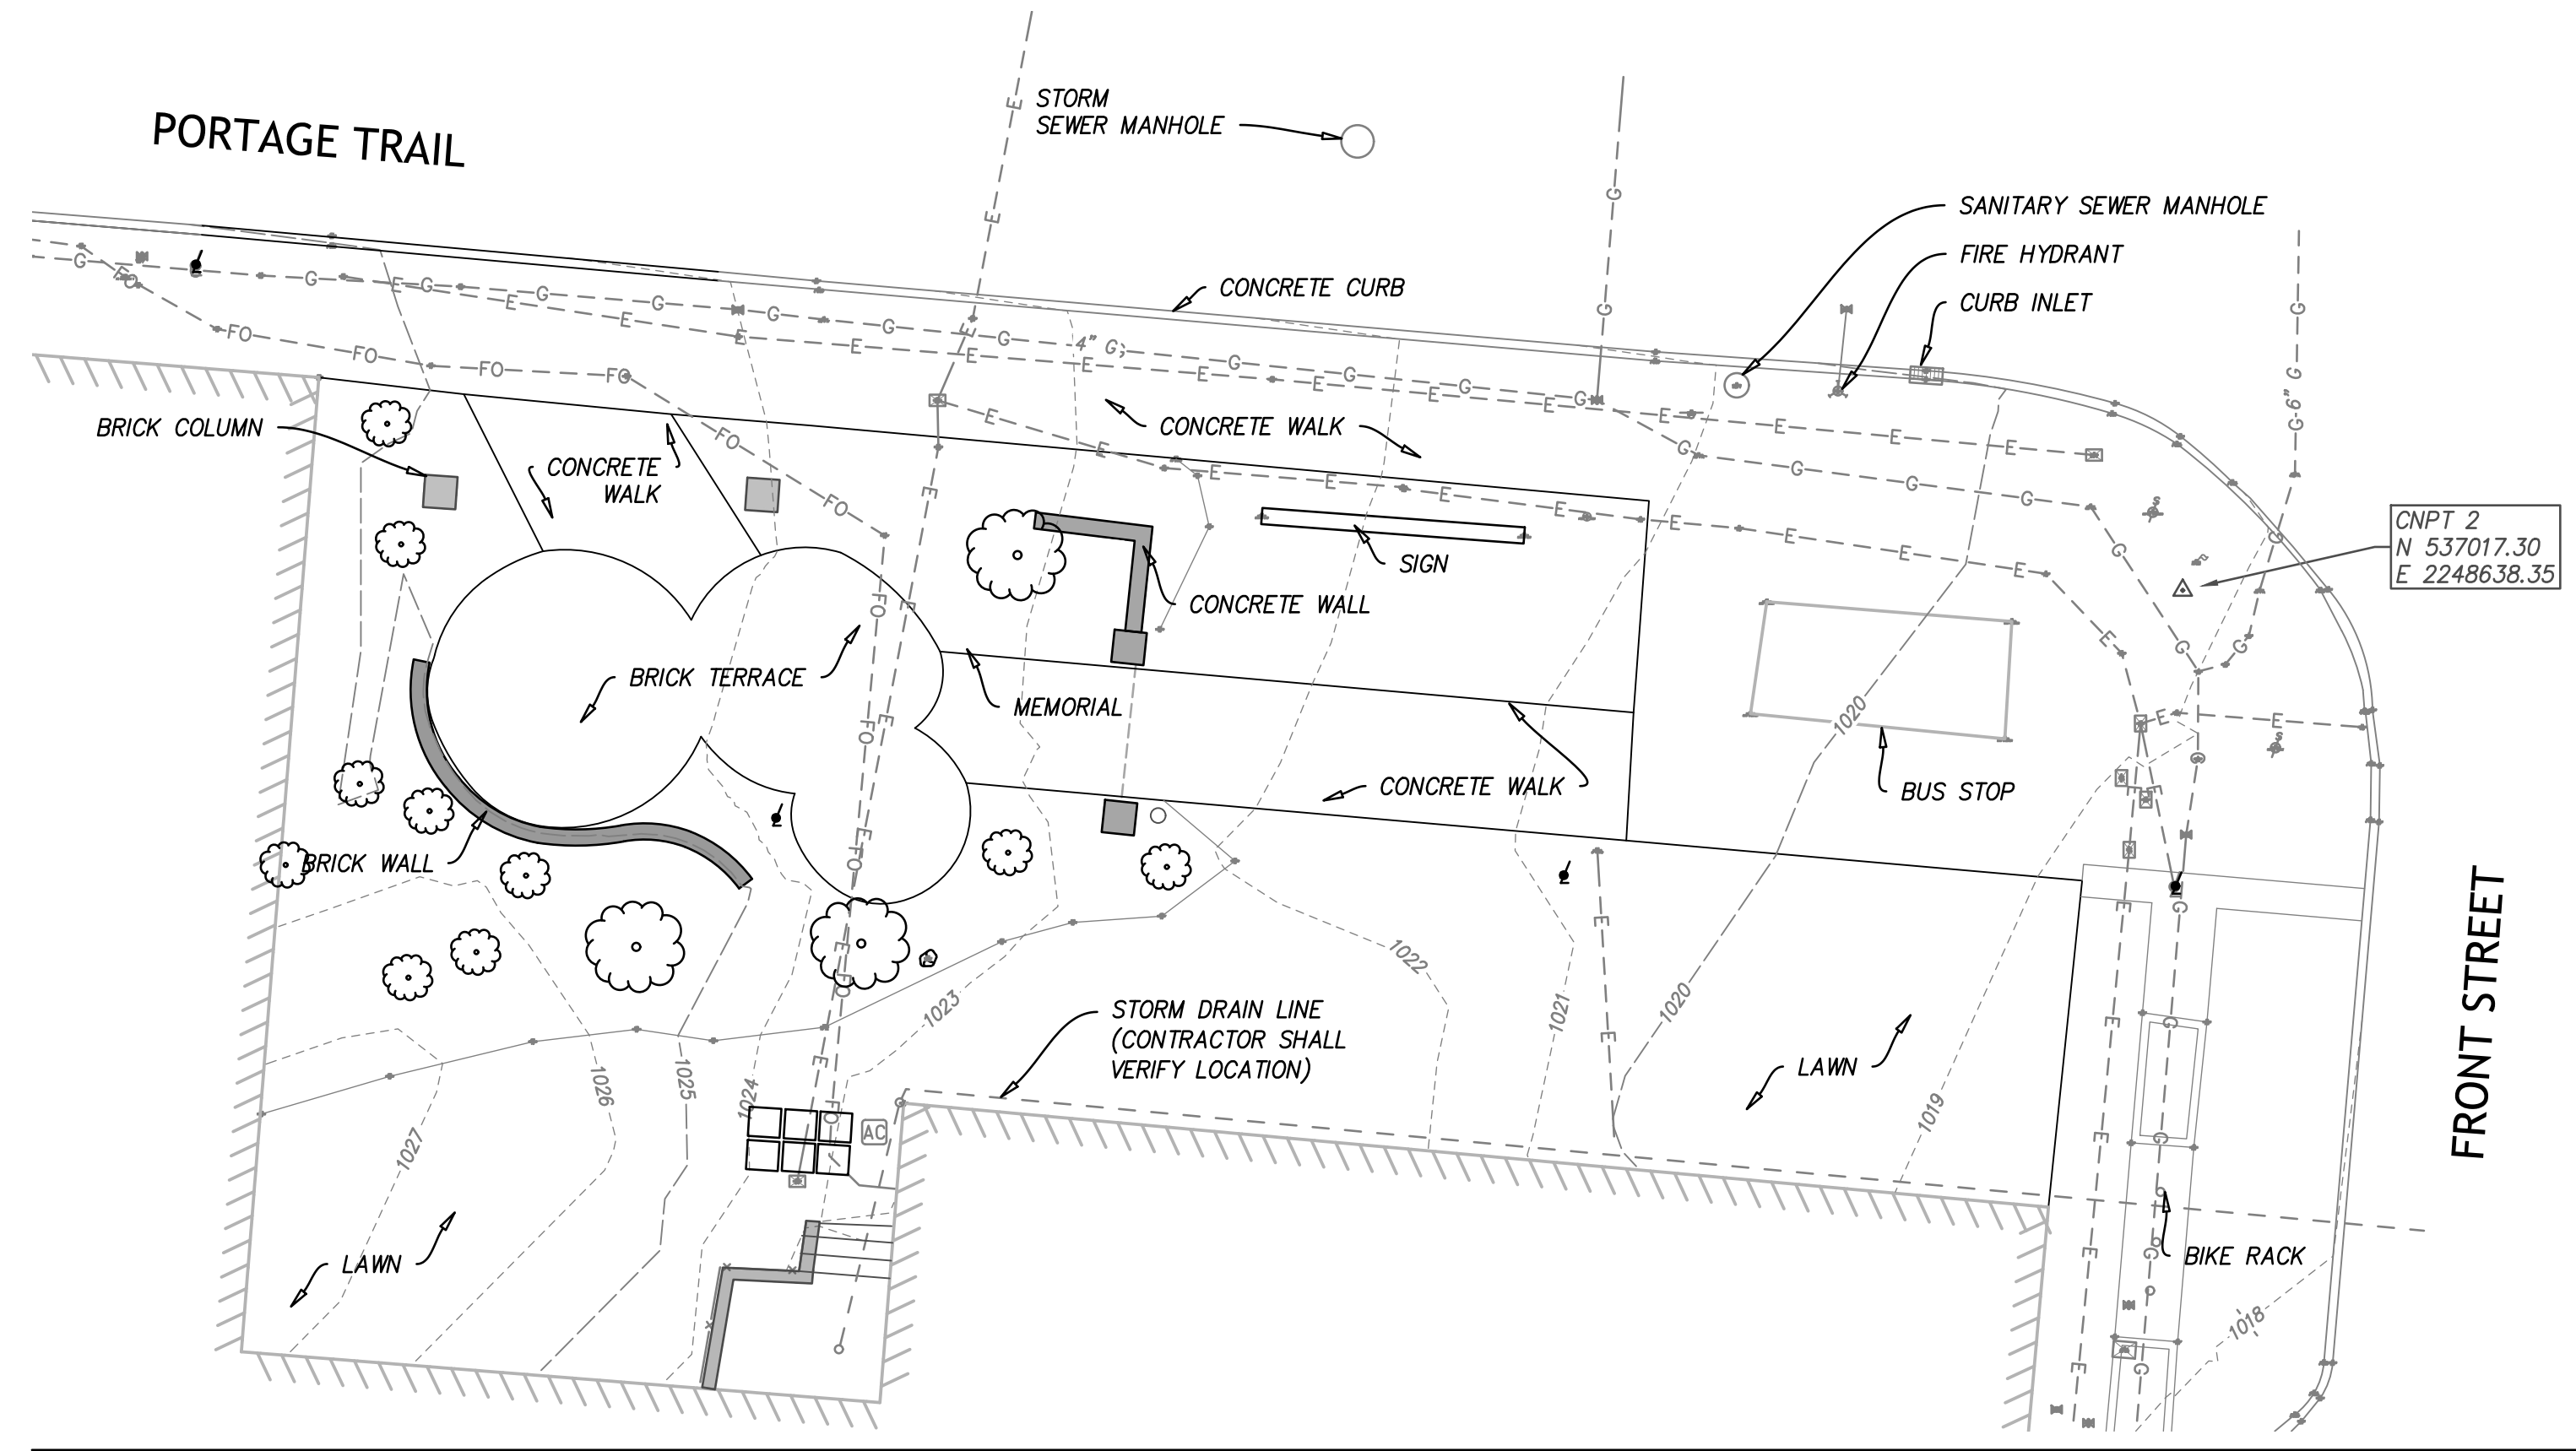 PORTAGE TRAIL
STORM
SEWER MANHOLE
SANITARY SEWER MANHOLE
FIRE HYDRANT
CURB INLET
CONCRETE CURB
4" G;
6" G
BRICK COLUMN
CONCRETE
WALK
CONCRETE WALK
CNPT 2
N 537017.30
E 2248638.35
SIGN
CONCRETE WALL
BRICK TERRACE
MEMORIAL
1020
CONCRETE WALK
BUS STOP
BRICK WALL
FRONT STREET
1022
1023
1021
1020
STORM DRAIN LINE
(CONTRACTOR SHALL
VERIFY LOCATION)
LAWN
1026
1025
1024
1019
1027
AC
LAWN
BIKE RACK
1018
G
E
FO
S